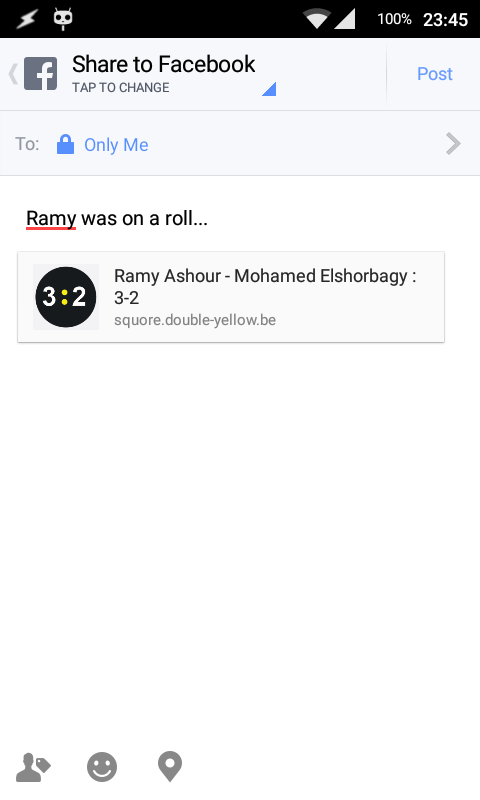 100% 23:45
Share to Facebook
TAP TO CHANGE
Post
To: Only Me
Ramy was on a roll...
3:2
Ramy Ashour - Mohamed Elshorbagy :
3-2
squore.double-yellow.be